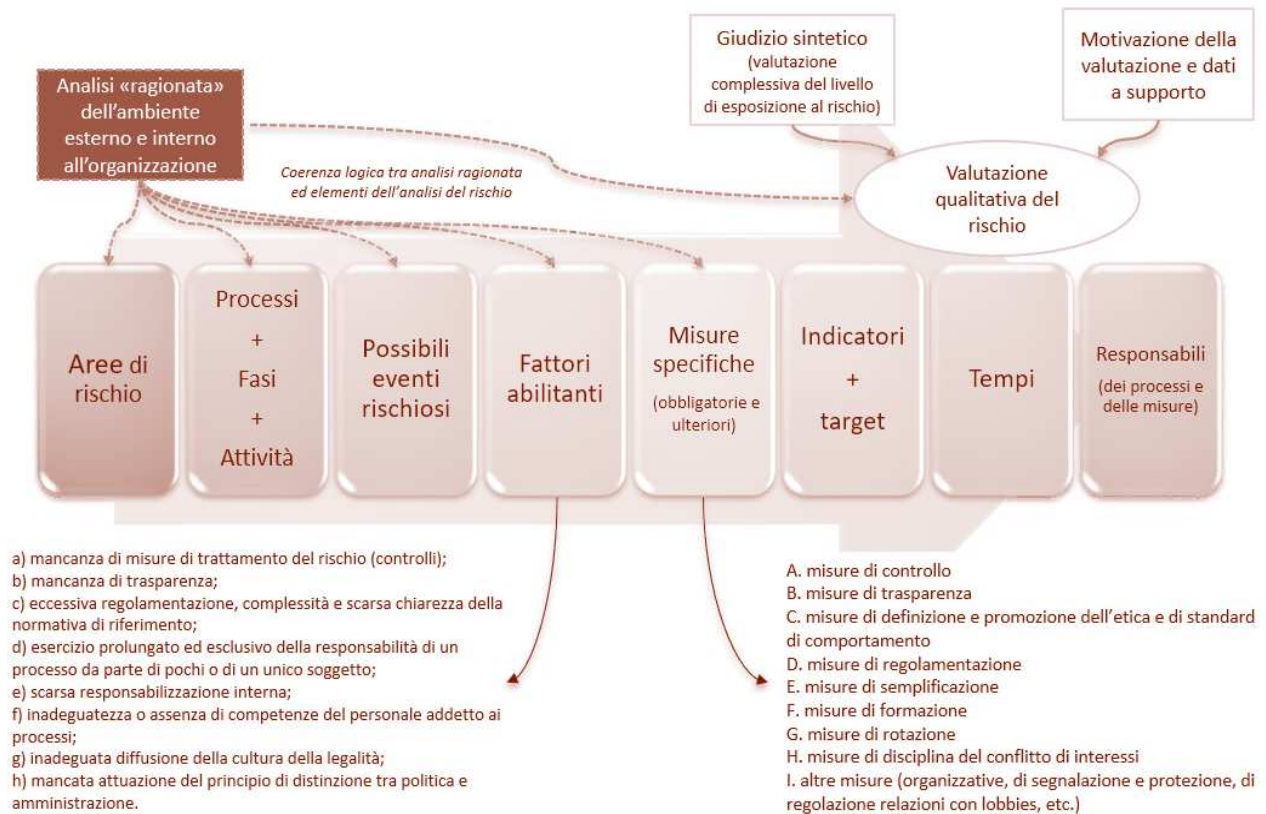 Giudizio sintetico
(valutazione
complessiva del livello
di esposizione al rischio)
Motivazione della
valutazione e dati
a supporto
Analisi «ragionata»
dell’ambiente
esterno e interno
all’organizzazione
Coerenza logica tra analisi ragionata
ed elementi dell’analisi del rischio
Valutazione
qualitativa del
rischio
Aree di
rischio
Processi
+
Fasi
+
Attività
Possibili
eventi
rischiosi
Fattori
abilitanti
Misure
specifiche
(obbligatorie e
ulteriori)
Indicatori
+
target
Tempi
Responsabili
(dei processi e
delle misure)
a) mancanza di misure di trattamento del rischio (controlli);
b) mancanza di trasparenza;
c) eccessiva regolamentazione, complessità e scarsa chiarezza della
normativa di riferimento;
d) esercizio prolungato ed esclusivo della responsabilità di un
processo da parte di pochi o di un unico soggetto;
e) scarsa responsabilizzazione interna;
f) inadeguatezza o assenza di competenze del personale addetto ai
processi;
g) inadeguata diffusione della cultura della legalità;
h) mancata attuazione del principio di distinzione tra politica e
amministrazione.
A. misure di controllo
B. misure di trasparenza
C. misure di definizione e promozione dell’etica e di standard
di comportamento
D. misure di regolamentazione
E. misure di semplificazione
F. misure di formazione
G. misure di rotazione
H. misure di disciplina del conflitto di interessi
I. altre misure (organizzative, di segnalazione e protezione, di
regolazione relazioni con lobbies, etc.)